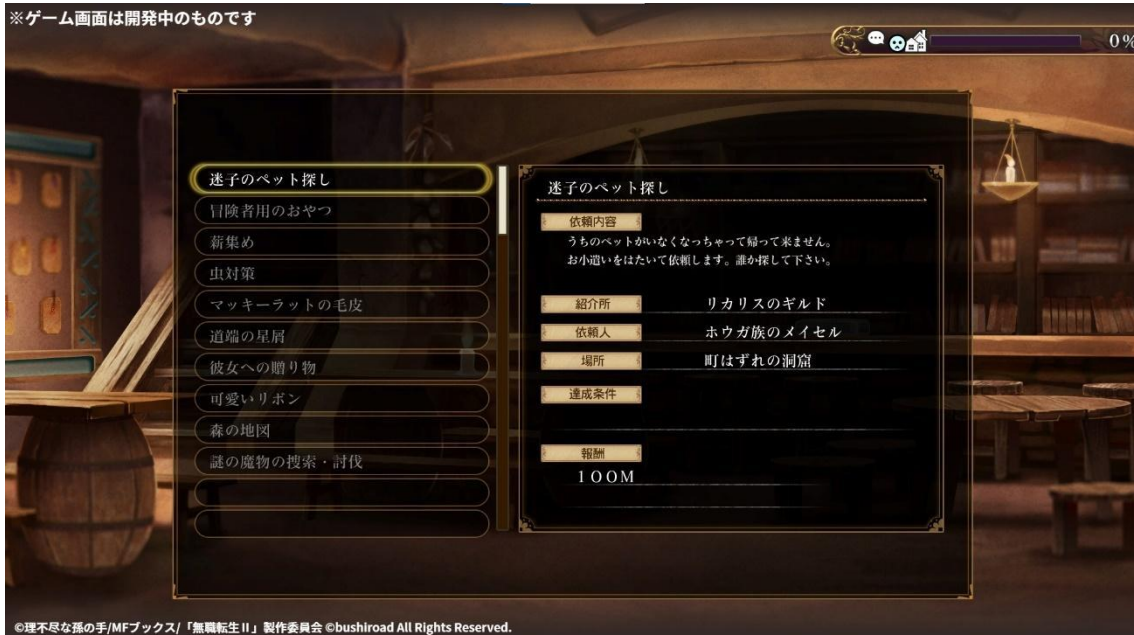 ※ゲーム画面は開発中のものです
0%
迷子のペット探し
冒険者用のおやつ
薪集め
虫対策
マッキーラットの毛皮
道端の星屑
彼女への贈り物
可愛いリボン
森の地図
謎の魔物の捜索・討伐
迷子のペット探し
依頼内容
うちのペットがいなくなっちゃって帰って来ません。
お小遣いをはたいて依頼します。誰か探して下さい。
紹介所 リカリスのギルド
依頼人 ホウガ族のメイセル
場所 町はずれの洞窟
達成条件
報酬
100M
©理不尽な孫の手/MFブックス/「無職転生Ⅱ」製作委員会 ©bushiroad All Rights Reserved.